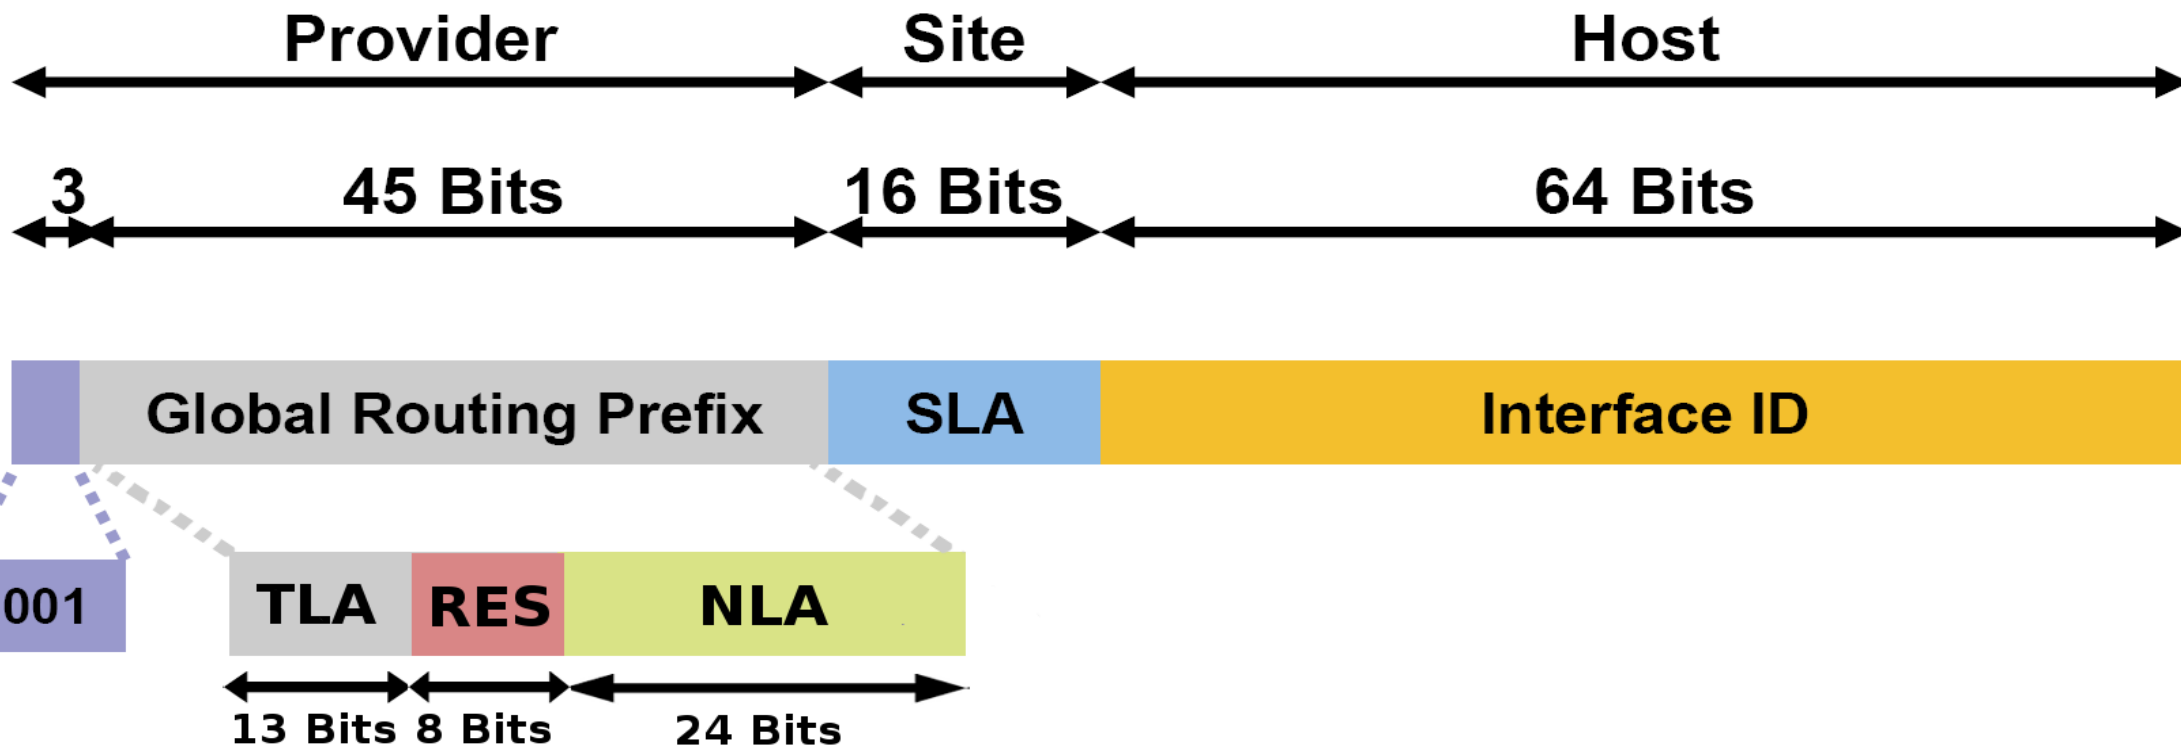 Provider Site Host
3 45 Bits 16 Bits 64 Bits
Global Routing Prefix SLA Interface ID
001 TLA RES NLA
13 Bits 8 Bits 24 Bits